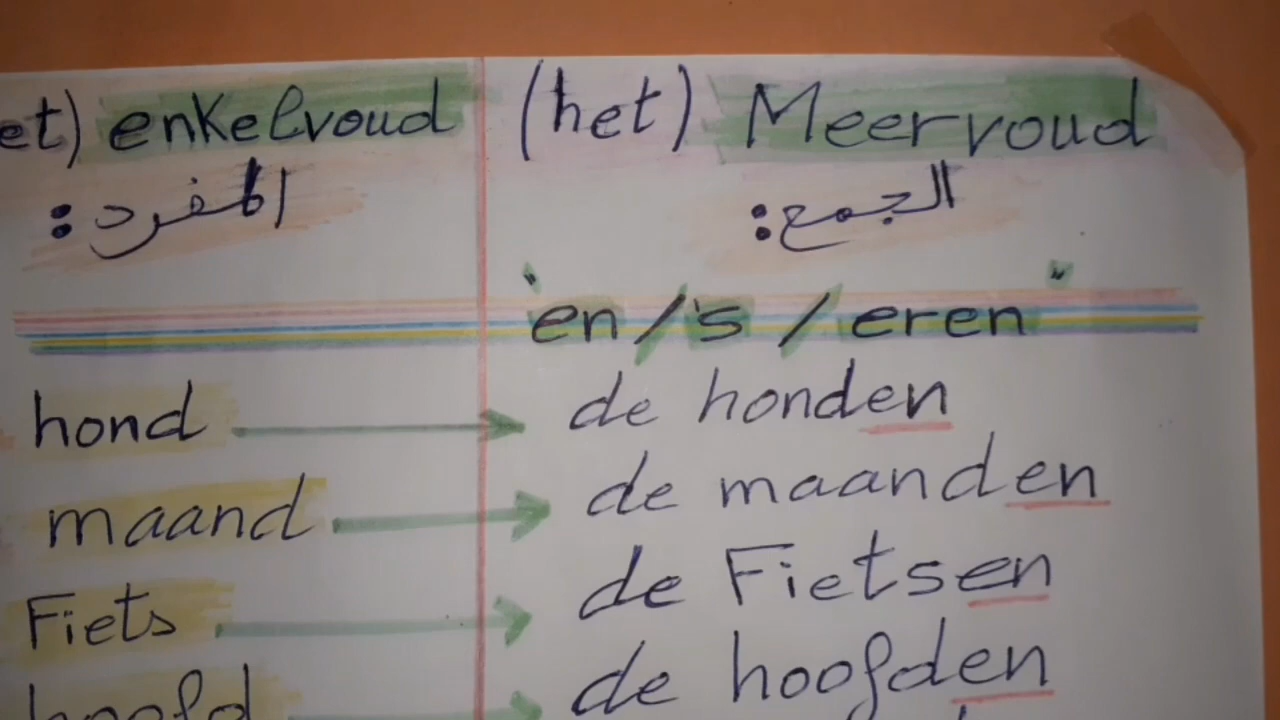 et) enkelvoud (het) Meervoud
المفرد: الجمع:
"en / 's / eren"
hond → de honden
maand → de maanden
Fiets → de Fietsen
hoofd → de hoofden